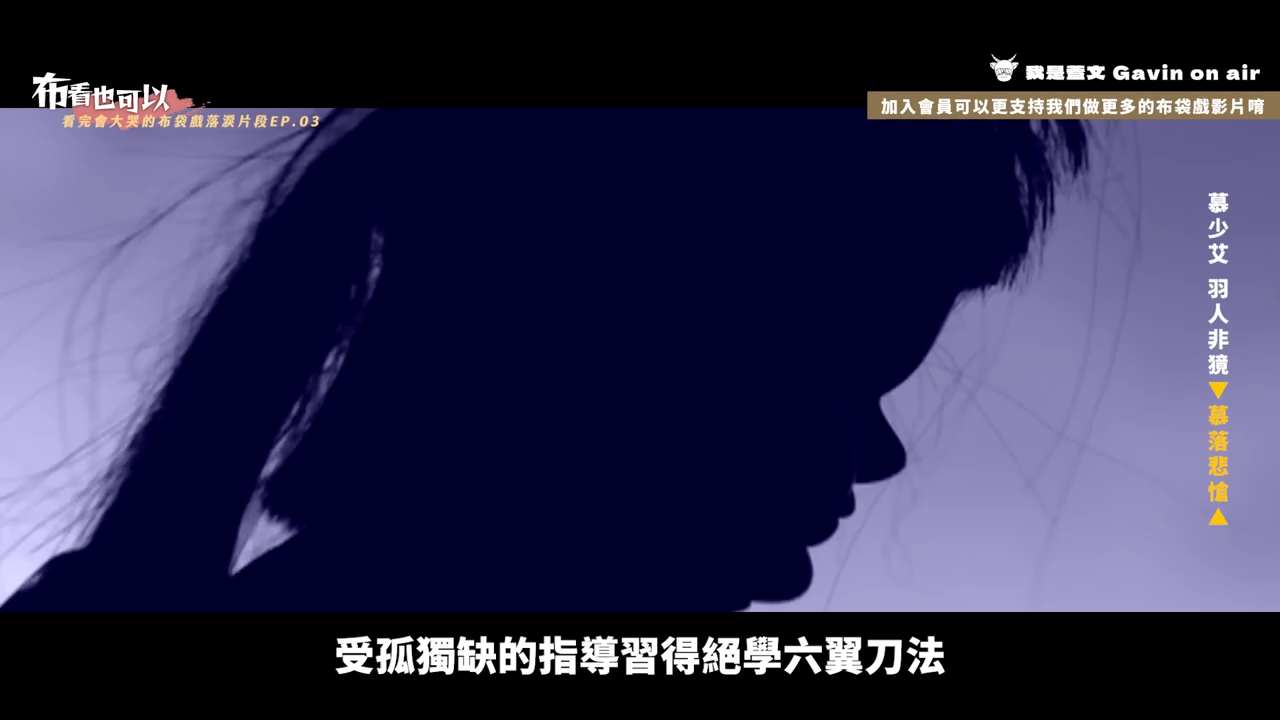 布看也可以
看完會大哭的布袋戲落淚片段EP.03
我是蓋文 Gavin on air
加入會員可以更支持我們做更多的布袋戲影片唷
慕少艾 羽人非獍
▼慕落悲愴▲
受孤獨缺的指導習得絕學六翼刀法